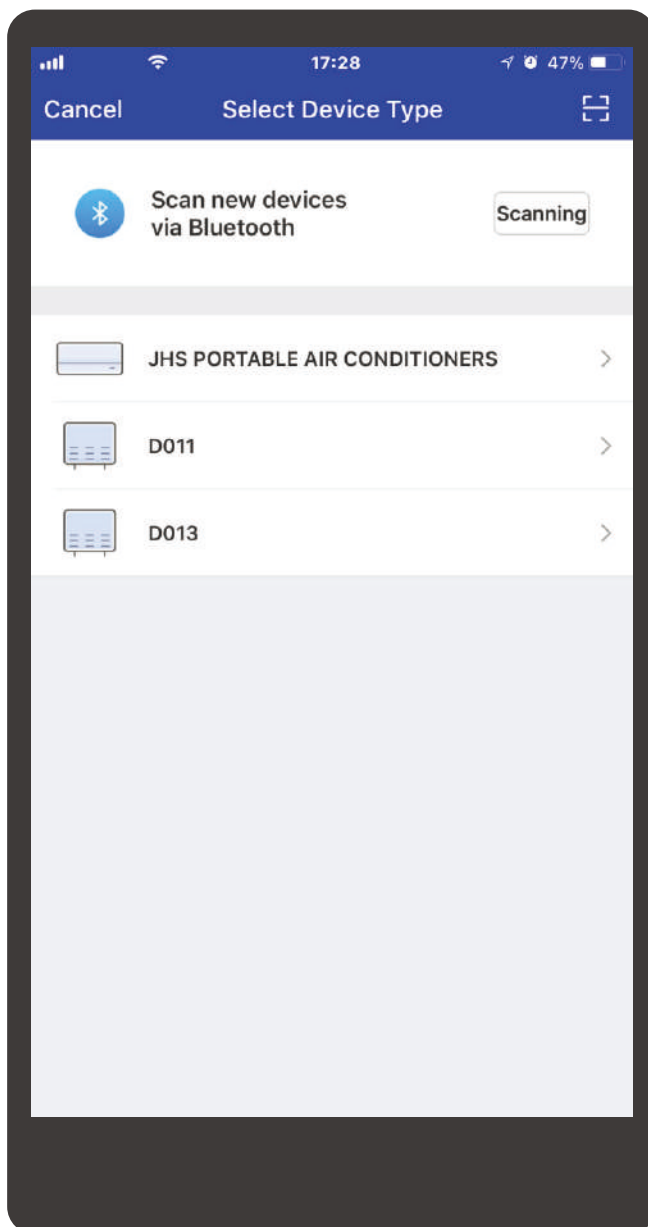 17:28
47%
Cancel
Select Device Type
Scan new devices
via Bluetooth
Scanning
JHS PORTABLE AIR CONDITIONERS
D011
D013